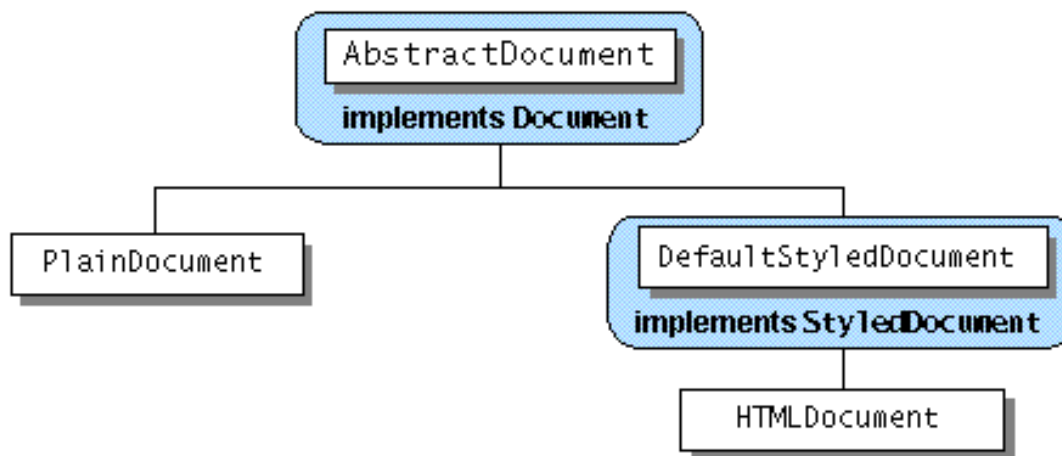 AbstractDocument
implements Document
PlainDocument
DefaultStyledDocument
implements StyledDocument
HTMLDocument